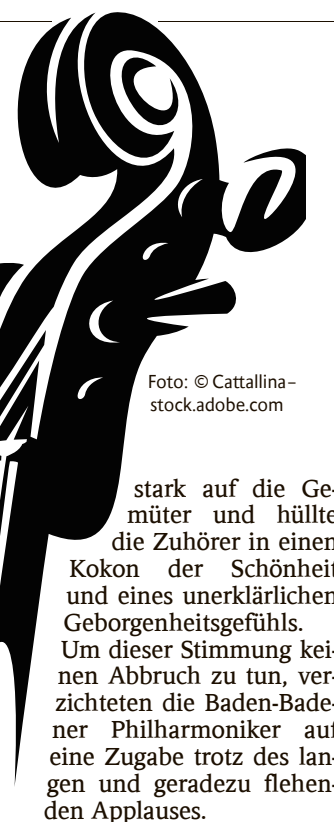 Foto: © Cattallina–
stock.adobe.com
stark auf die Ge-
müter und hüllte
die Zuhörer in einen
Kokon der Schönheit
und eines unerklärlichen
Geborgenheitsgefühls.
Um dieser Stimmung kei-
nen Abbruch zu tun, ver-
zichteten die Baden-Bade-
ner Philharmoniker auf
eine Zugabe trotz des lan-
gen und geradezu flehen-
den Applauses.